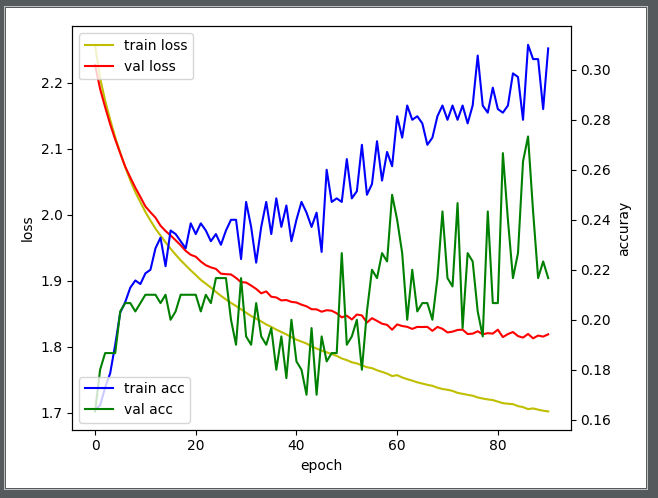 train loss
val loss
train acc
val acc
loss
accuray
epoch
2.2
2.1
2.0
1.9
1.8
1.7
0.30
0.28
0.26
0.24
0.22
0.20
0.18
0.16
0 20 40 60 80